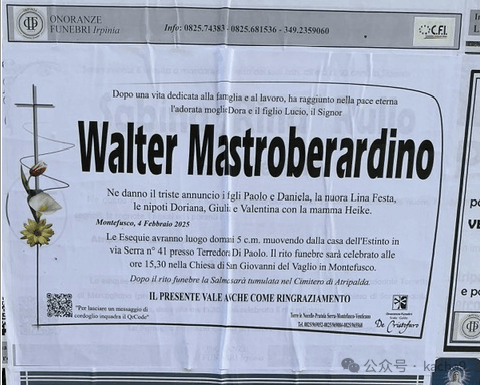 ONORANZE
FUNEBRI Irpinia
Info: 0825.74383 - 0825.681536 - 349.2359060
C.F.I.
Dopo una vita dedicata alla famiglia e al lavoro, ha raggiunto nella pace eterna
l'adorata moglie Dora e il figlio Lucio, il Signor
Walter Mastroberardino
Ne danno il triste annuncio i figli Paolo e Daniela, la nuora Lina Festa,
le nipoti Doriana, Giulia e Valentina con la mamma Heike.
Montefusco, 4 Febbraio 2025
Le Esequie avranno luogo domani 5 c.m. muovendo dalla casa dell'Estinto in
via Serra n° 41 presso Terredora Di Paolo. Il rito funebre sarà celebrato alle
ore 15,30 nella Chiesa di San Giovanni del Vaglio in Montefusco.
Dopo il rito funebre la Salma sarà tumulata nel Cimitero di Atripalda.
IL PRESENTE VALE ANCHE COME RINGRAZIAMENTO
"Per lasciare un messaggio di
cordoglio inquadra il QrCode"
De Cristofaro
公众号